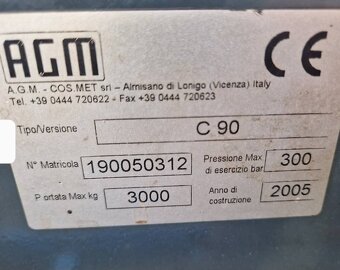 AGM CE
A.G.M. - COS.MET srl - Almisano di Lonigo (Vicenza) Italy
Tel. +39 0444 720622 - Fax +39 0444 720623
Tipo/Versione C 90
N° Matricola 190050312 Pressione Max di esercizio bar 300
Portata Max kg 3000 Anno di costruzione 2005